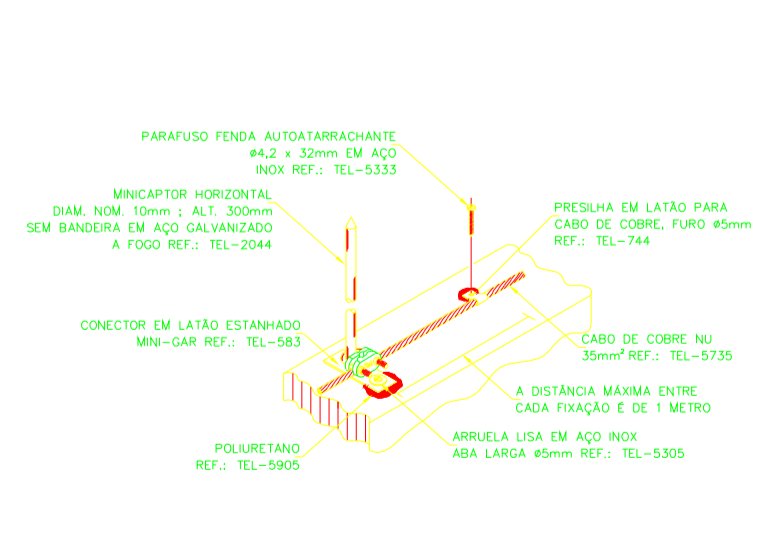 PARAFUSO FENDA AUTOATARRACHANTE
ø4,2 x 32mm EM AÇO
INOX REF.: TEL-5333
MINICAPTOR HORIZONTAL
DIAM. NOM. 10mm ; ALT. 300mm
SEM BANDEIRA EM AÇO GALVANIZADO
A FOGO REF.: TEL-2044
PRESILHA EM LATÃO PARA
CABO DE COBRE, FURO ø5mm
REF.: TEL-744
CONECTOR EM LATÃO ESTANHADO
MINI-GAR REF.: TEL-583
CABO DE COBRE NU
35mm² REF.: TEL-5735
A DISTÂNCIA MÁXIMA ENTRE
CADA FIXAÇÃO É DE 1 METRO
POLIURETANO
REF.: TEL-5905
ARRUELA LISA EM AÇO INOX
ABA LARGA ø5mm REF.: TEL-5305